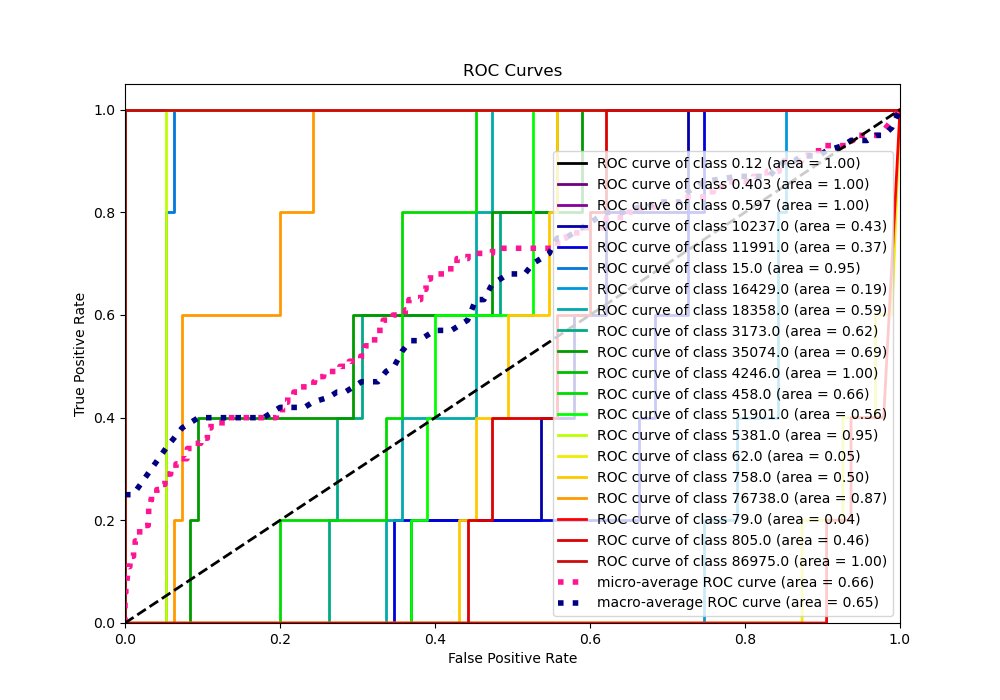 ROC Curves
1.0
0.8
0.6
0.4
0.2
0.0
True Positive Rate
ROC curve of class 0.12 (area = 1.00)
ROC curve of class 0.403 (area = 1.00)
ROC curve of class 0.597 (area = 1.00)
ROC curve of class 10237.0 (area = 0.43)
ROC curve of class 11991.0 (area = 0.37)
ROC curve of class 15.0 (area = 0.95)
ROC curve of class 16429.0 (area = 0.19)
ROC curve of class 18358.0 (area = 0.59)
ROC curve of class 3173.0 (area = 0.62)
ROC curve of class 35074.0 (area = 0.69)
ROC curve of class 4246.0 (area = 1.00)
ROC curve of class 458.0 (area = 0.66)
ROC curve of class 51901.0 (area = 0.56)
ROC curve of class 5381.0 (area = 0.95)
ROC curve of class 62.0 (area = 0.05)
ROC curve of class 758.0 (area = 0.50)
ROC curve of class 76738.0 (area = 0.87)
ROC curve of class 79.0 (area = 0.04)
ROC curve of class 805.0 (area = 0.46)
ROC curve of class 86975.0 (area = 1.00)
micro-average ROC curve (area = 0.66)
macro-average ROC curve (area = 0.65)
0.0 0.2 0.4 0.6 0.8 1.0
False Positive Rate